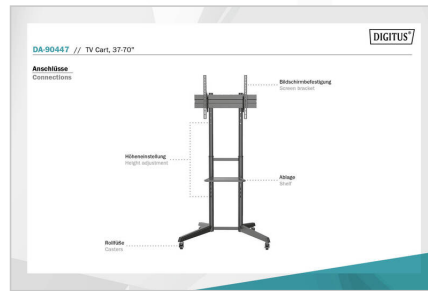 DIGITUS®
DA-90447 // TV Cart, 37-70"
Anschlüsse
Connections
Bildschirmbefestigung
Screen bracket
Höheneinstellung
Height adjustment
Ablage
Shelf
Rollfüße
Casters